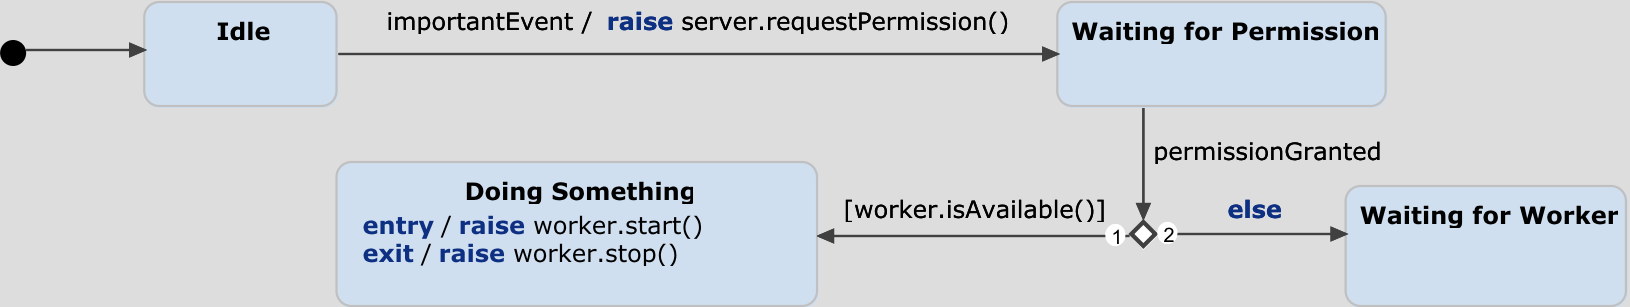 Idle
importantEvent / raise server.requestPermission()
Waiting for Permission
permissionGranted
Doing Something
entry / raise worker.start()
exit / raise worker.stop()
[worker.isAvailable()]
1
2
else
Waiting for Worker